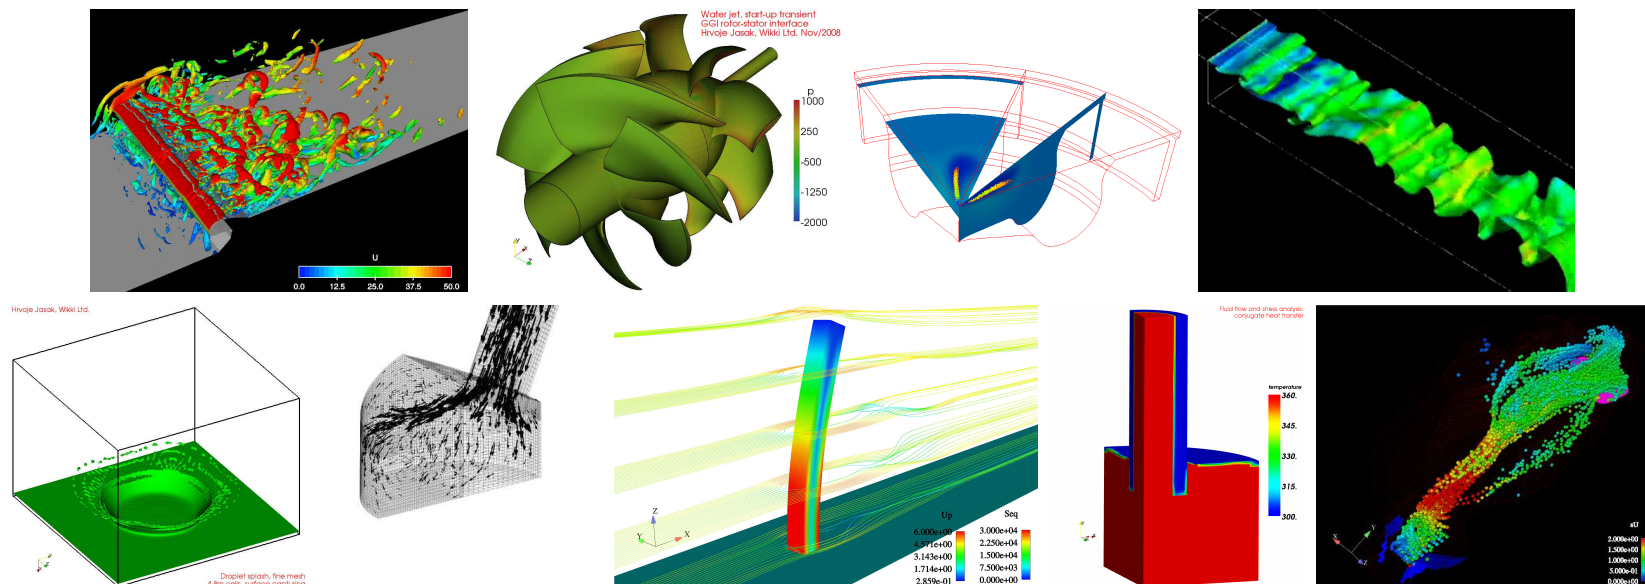 Water jet, start-up transient
GGI rotor-stator interface
Hrvoje Jasak, Wikki Ltd. Nov/2008
p
1000
250
-500
-1250
-2000
U
0.0 12.5 25.0 37.5 50.0
Hrvoje Jasak, Wikki Ltd.
Droplet splash, fine mesh
Z
Y X
Up
6.000e+00
4.571e+00
3.143e+00
1.714e+00
2.859e-01
Seq
3.000e+04
2.250e+04
1.500e+04
7.500e+03
0.000e+00
Fluid flow and stress analysis:
conjugate heat transfer
temperature
360.
345.
330.
315.
300.
X Z Y
sU
2.000e+00
1.500e+00
5.000e-01
0.000e+00